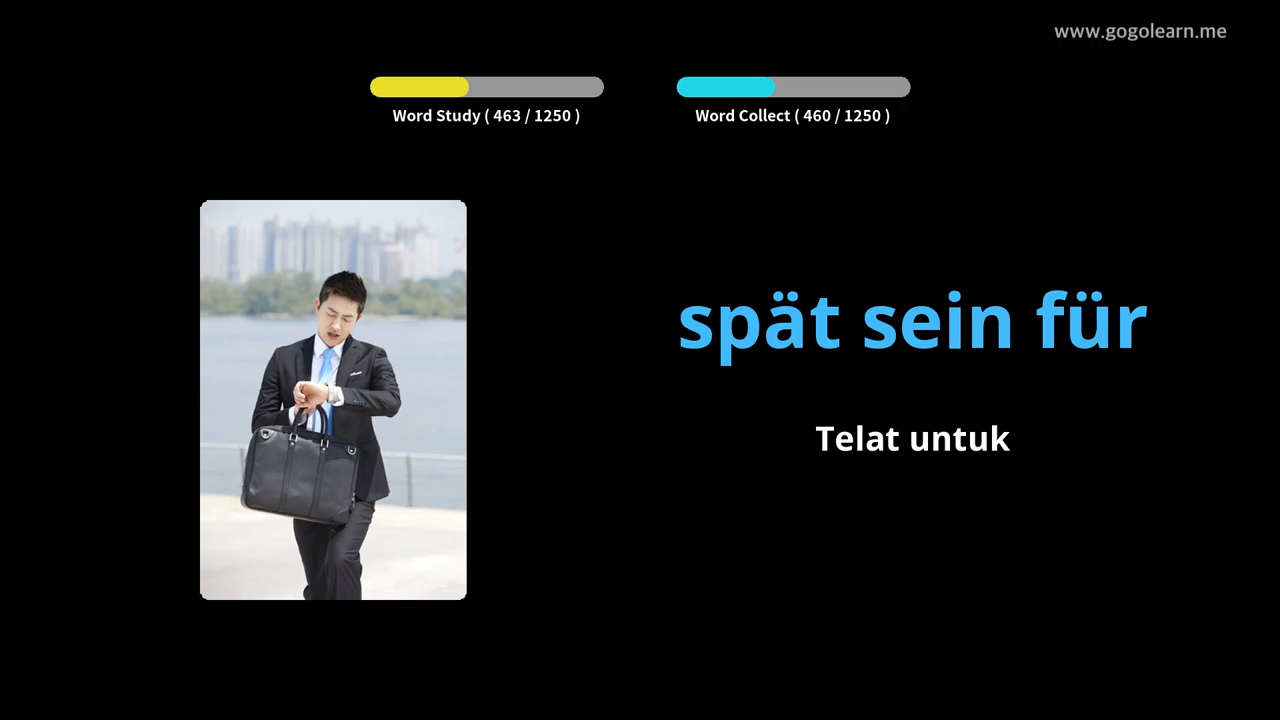 www.gogolearn.me
Word Study ( 463 / 1250 )
Word Collect ( 460 / 1250 )
spät sein für
Telat untuk